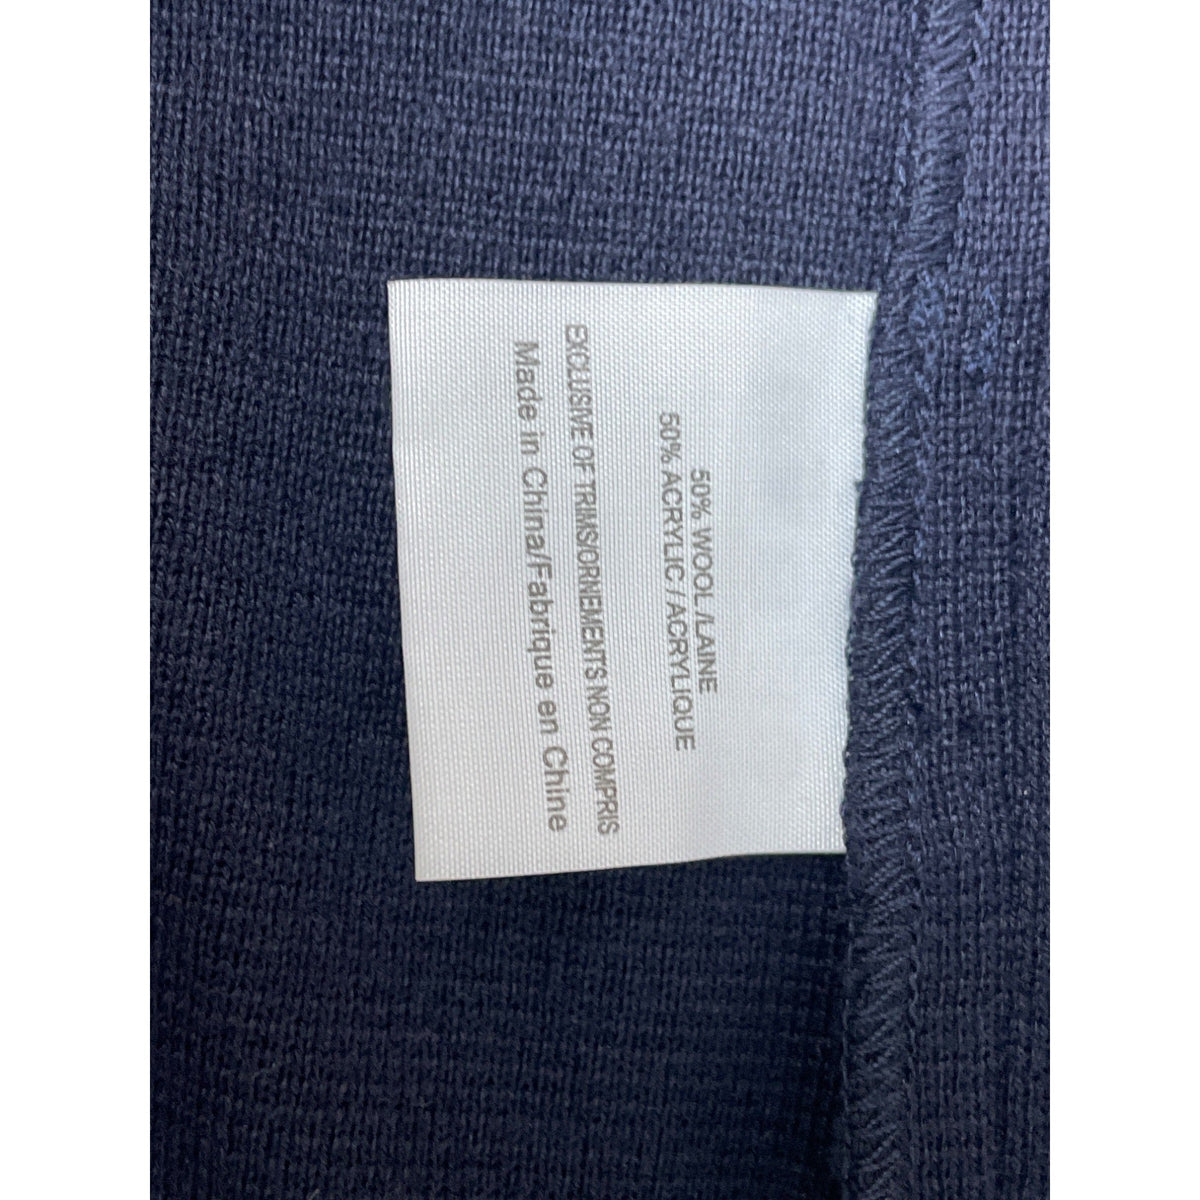 50% WOOL /LAINE
50% ACRYLIC / ACRYLIQUE
EXCLUSIVE OF TRIMS/ORNEMENTS NON COMPRIS
Made in China/Fabrique en Chine